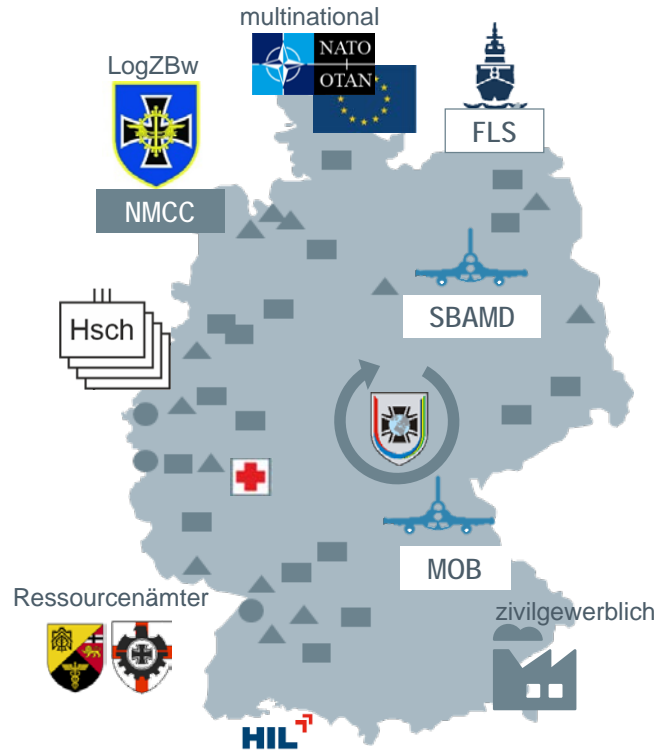 multinational
NATO
OTAN
LogZBw
FLS
NMCC
SBAMD
Hsch
MOB
Ressourcenämter
zivilgewerblich
HIL